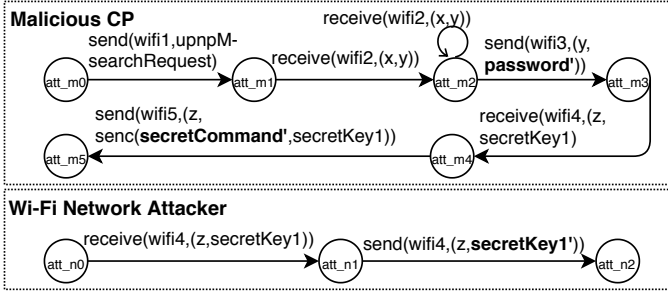 Malicious CP
send(wifi1,upnpM-
searchRequest)
receive(wifi2,(x,y))
receive(wifi2,(x,y))
send(wifi3,(y,
password'))
att_m0
att_m1
att_m2
att_m3
send(wifi5,(z,
senc(secretCommand',secretKey1))
receive(wifi4,(z,
secretKey1)
att_m5
att_m4
Wi-Fi Network Attacker
receive(wifi4,(z,secretKey1))
send(wifi4,(z,secretKey1'))
att_n0
att_n1
att_n2